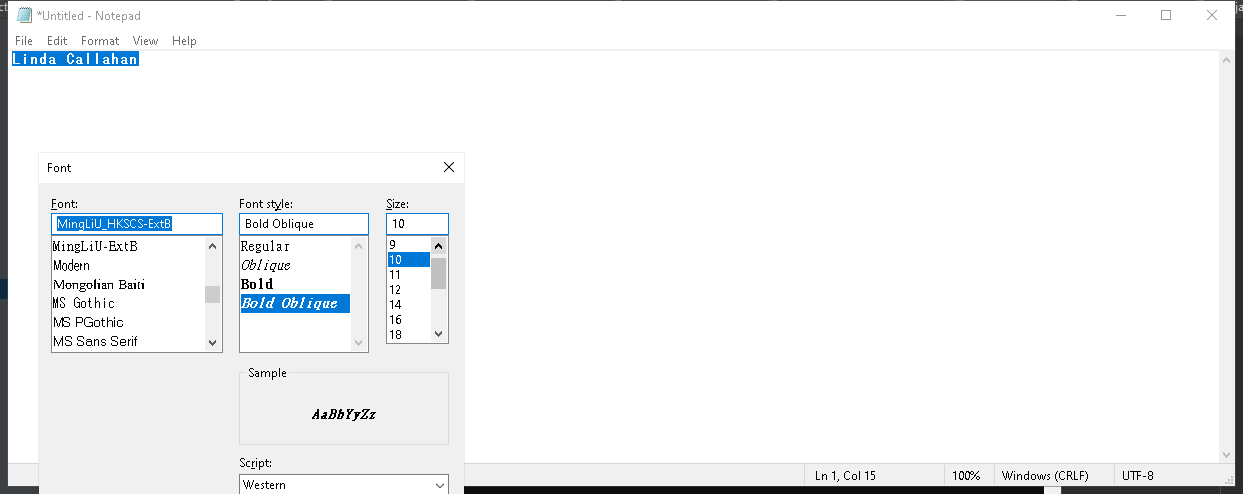 *Untitled - Notepad
File Edit Format View Help
Linda Callahan
Font
Font: Font style: Size:
MingLiU_HKSCS-ExtB Bold Oblique 10
MingLiU-ExtB Regular 9
Modern Oblique 10
Mongolian Baiti Bold 11
MS Gothic Bold Oblique 12
MS PGothic 14
MS Sans Serif 16
18
Sample
AaBbYyZz
Script:
Western
Ln 1, Col 15 100% Windows (CRLF) UTF-8